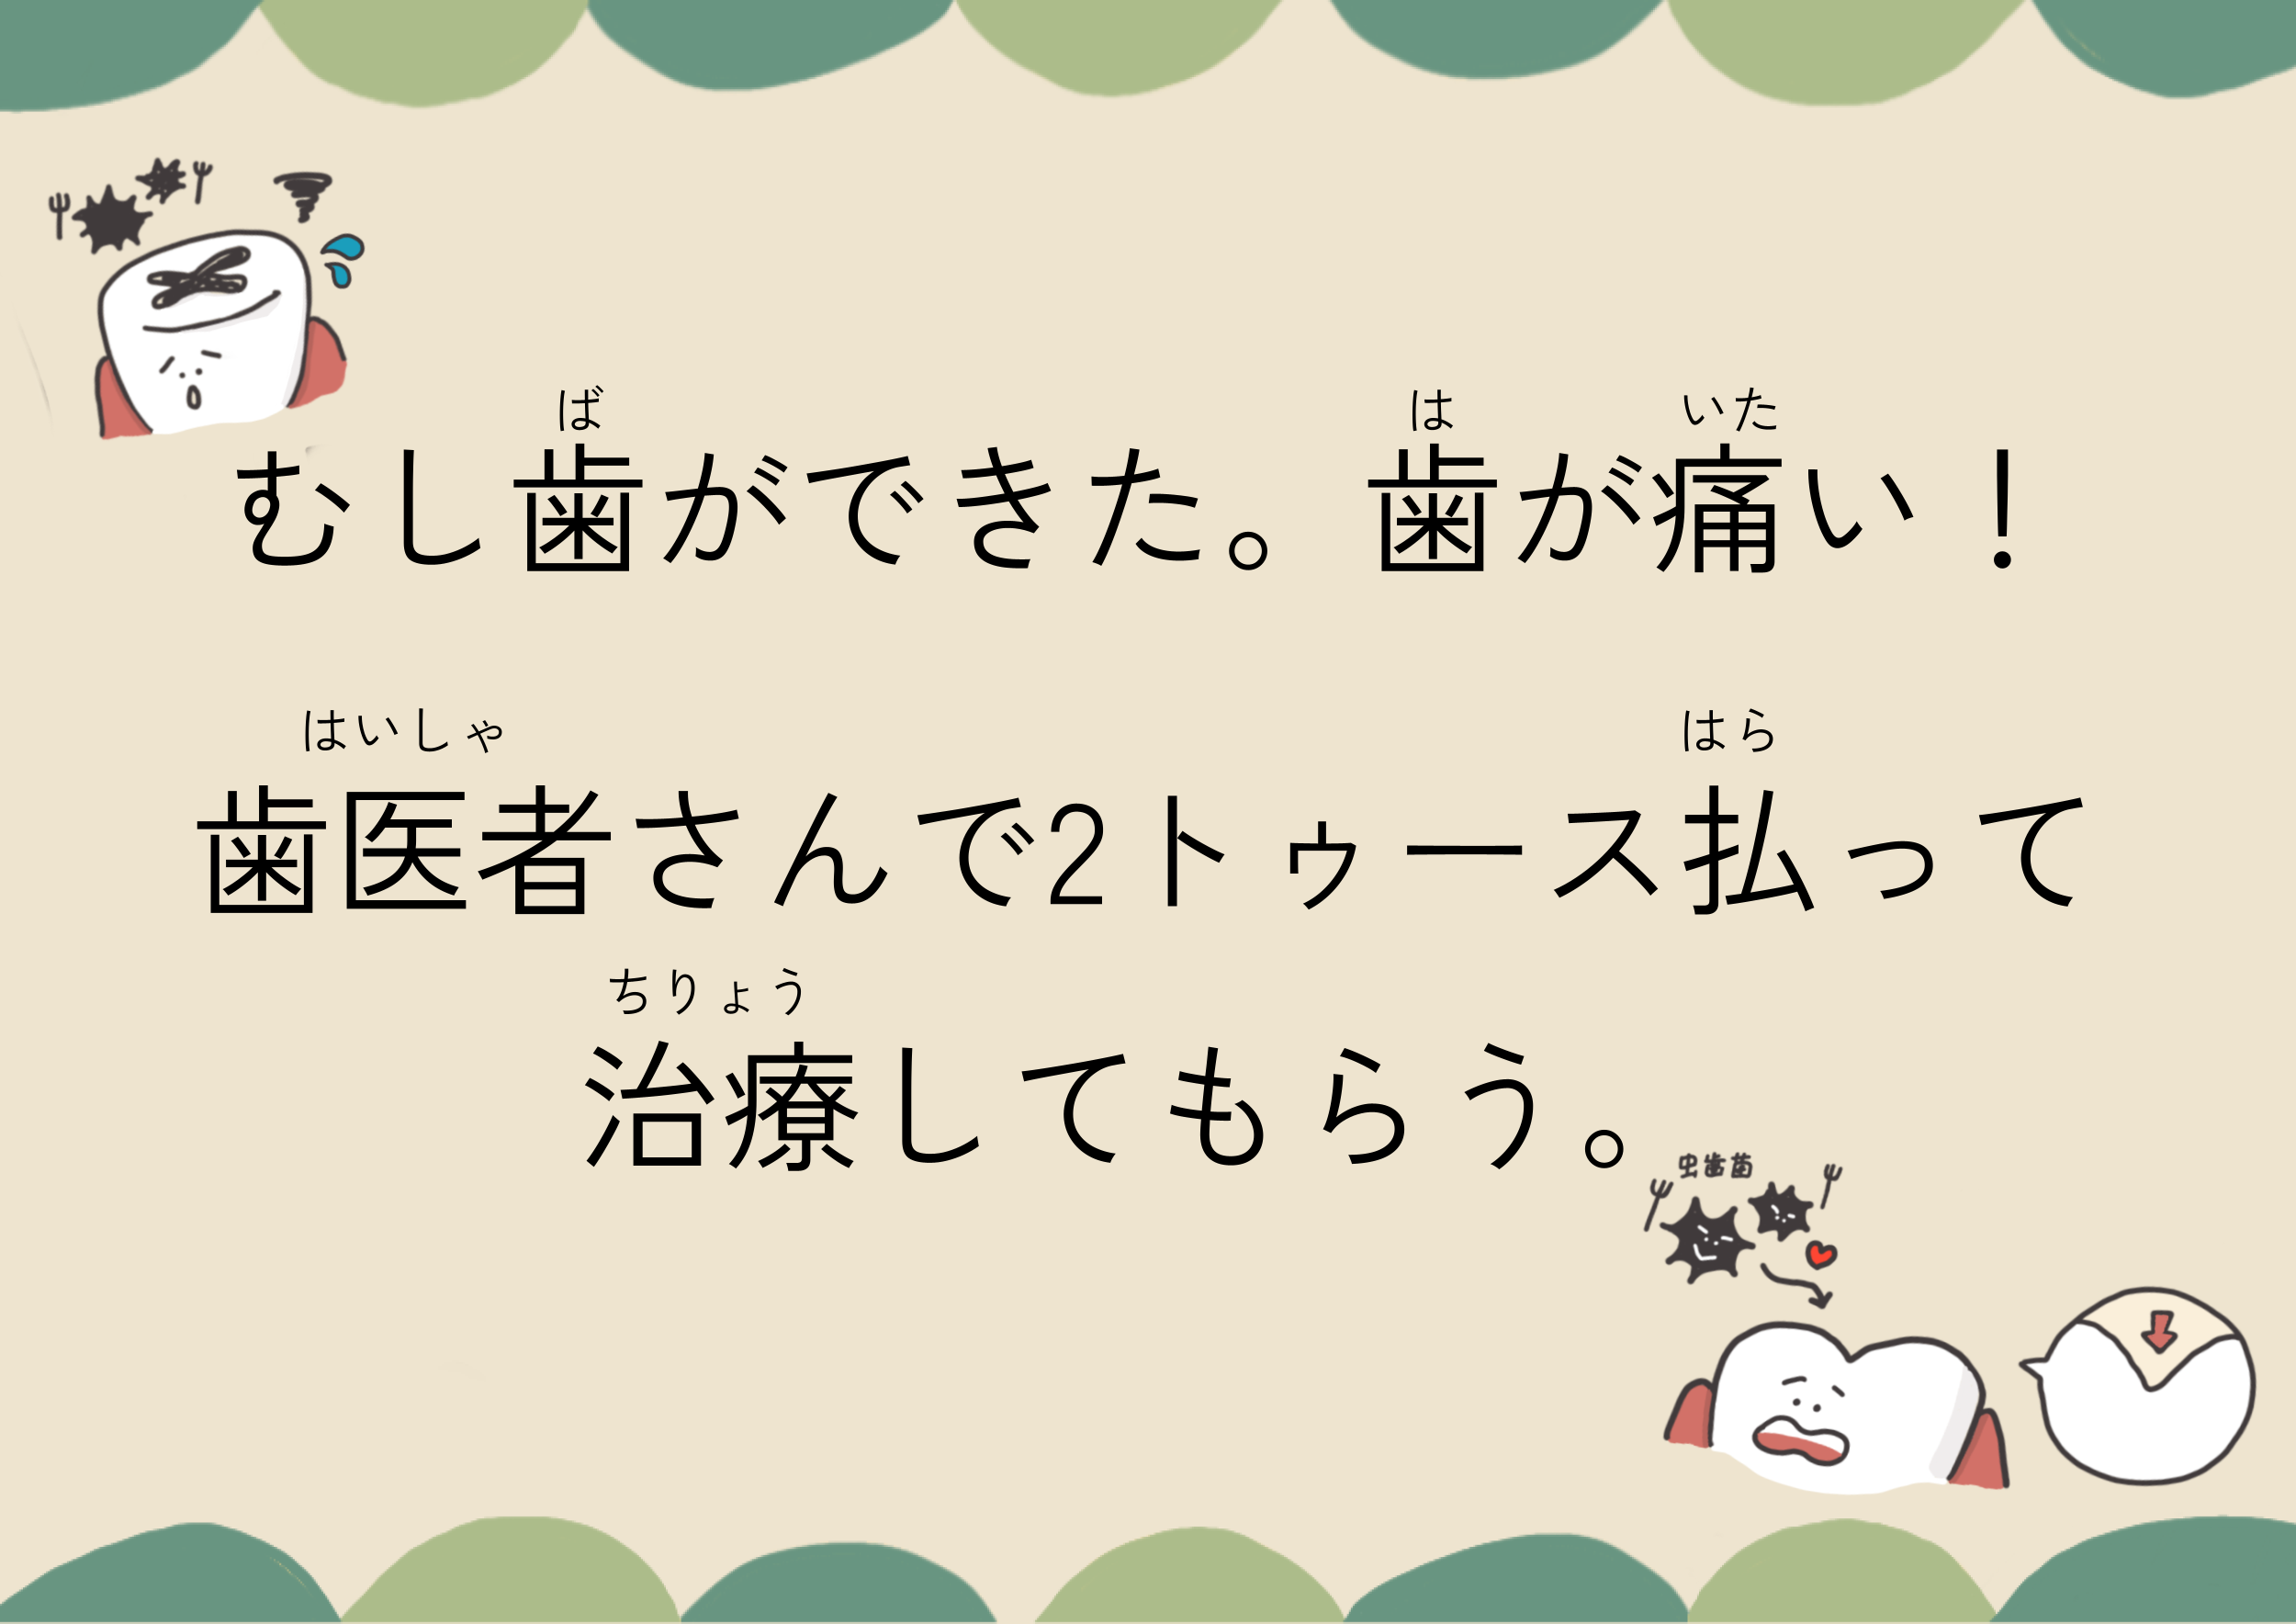 ば は いた
むし歯ができた。歯が痛い！
はいしゃ はら
歯医者さんで2トゥース払って
ちりょう
治療してもらう。
虫歯菌